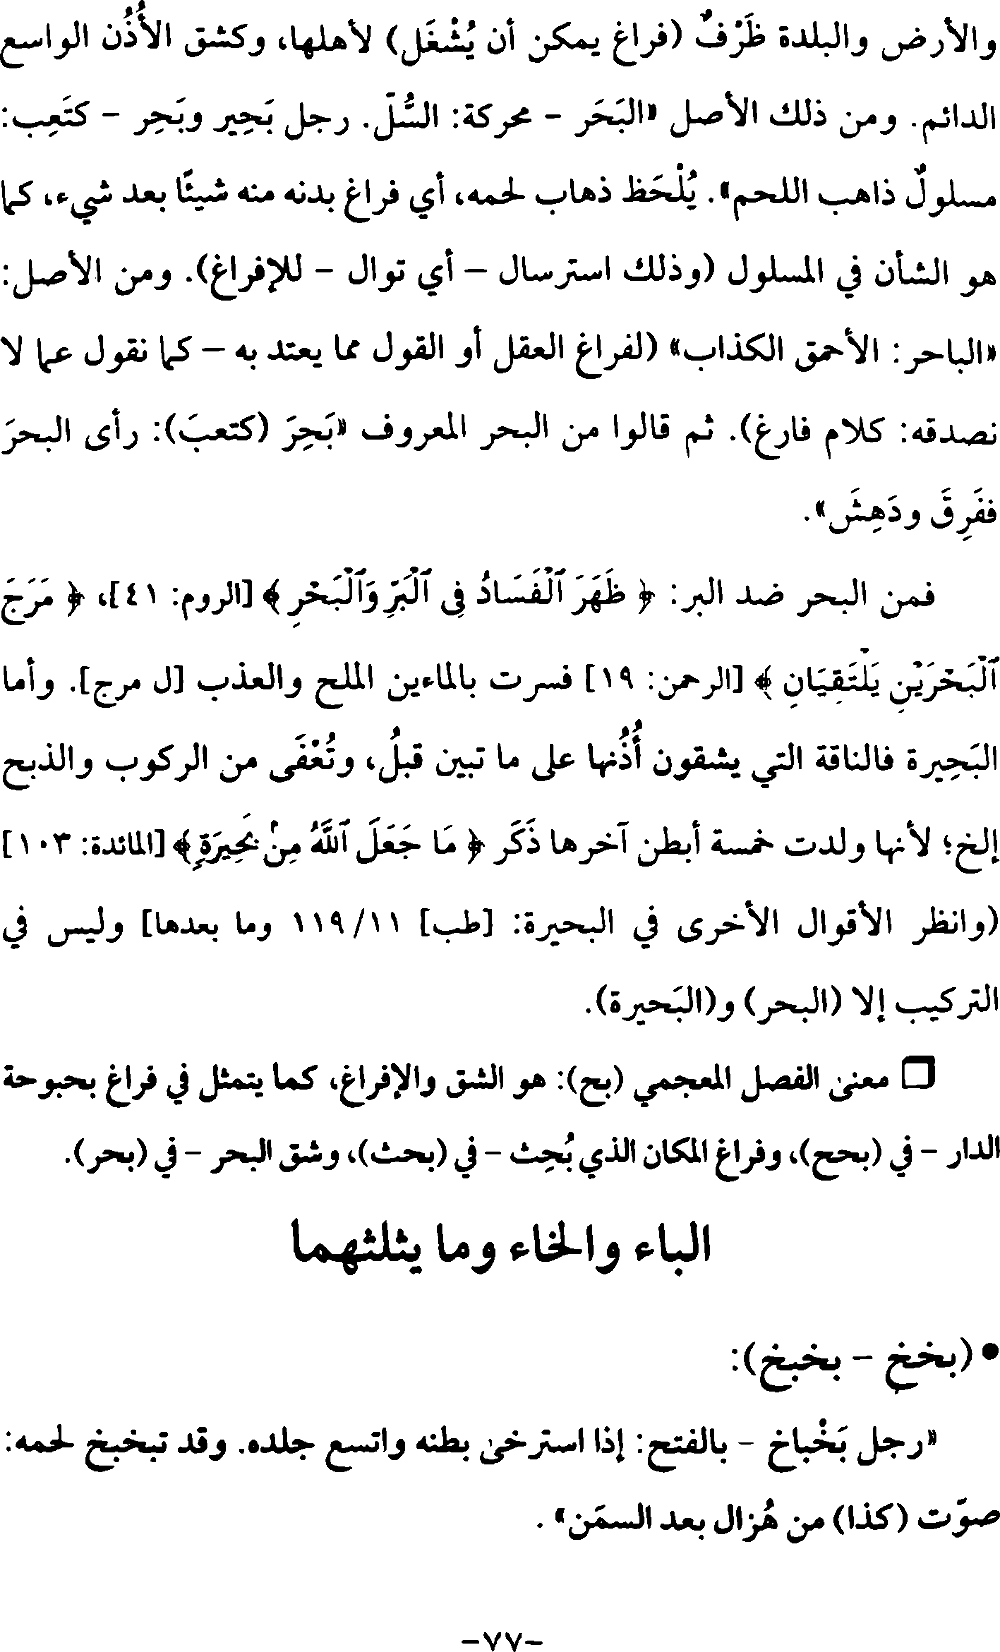 والأرض والبلدة ظَرْفٌ (فراغ يمكن أن يُشْغَل) لأهلها، وكشق الأُذُن الواسع
الدائم. ومن ذلك الأصل «البَحَر - محركة: السُّلّ. رجل بَحِير وبَحِر - كتَعِب:
مسلولٌ ذاهب اللحم». يُلْحَظ ذهاب لحمه، أي فراغ بدنه منه شيئًا بعد شيء، كما
هو الشأن في المسلول (وذلك استرسال – أي توال – للإفراغ). ومن الأصل:
«الباحر: الأحمق الكذاب» (لفراغ العقل أو القول مما يعتد به – كما نقول عما لا
نصدقه: كلام فارغ). ثم قالوا من البحر المعروف «بَحِرَ (كتعبَ): رأى البحرَ
ففَرِقَ ودَهِشَ».
فمن البحر ضد البر: ﴿ ظَهَرَ ٱلْفَسَادُ فِى ٱلْبَرِّ وَٱلْبَحْرِ ﴾ [الروم: ٤١]، ﴿ مَرَجَ
ٱلْبَحْرَيْنِ يَلْتَقِيَانِ ﴾ [الرحمن: ١٩] فسرت بالماءين الملح والعذب [ل مرج]. وأما
البَحِيرة فالناقة التي يشقون أُذُنها على ما تبين قبلُ، وتُعْفَى من الركوب والذبح
إلخ؛ لأنها ولدت خمسة أبطن آخرها ذَكَر ﴿ مَا جَعَلَ ٱللَّهُ مِنۢ بَحِيرَةٍ ﴾ [المائدة: ١٠٣]
(وانظر الأقوال الأخرى في البحيرة: [طب] ١١/ ١١٩ وما بعدها] وليس في
التركيب إلا (البحر) و(البَحيرة).
❒ معنى الفصل المعجمي (بح): هو الشق والإفراغ، كما يتمثل في فراغ بحبوحة
الدار – في (بحح)، وفراغ المكان الذي بُحِث – في (بحث)، وشق البحر – في (بحر).
الباء والخاء وما يثلثهما
• (بخخ – بخبخ):
«رجل بَخْباخ – بالفتح: إذا استرخى بطنه واتسع جلده. وقد تبخبخ لحمه:
صوّت (كذا) من هُزال بعد السمَن» .
-٧٧-